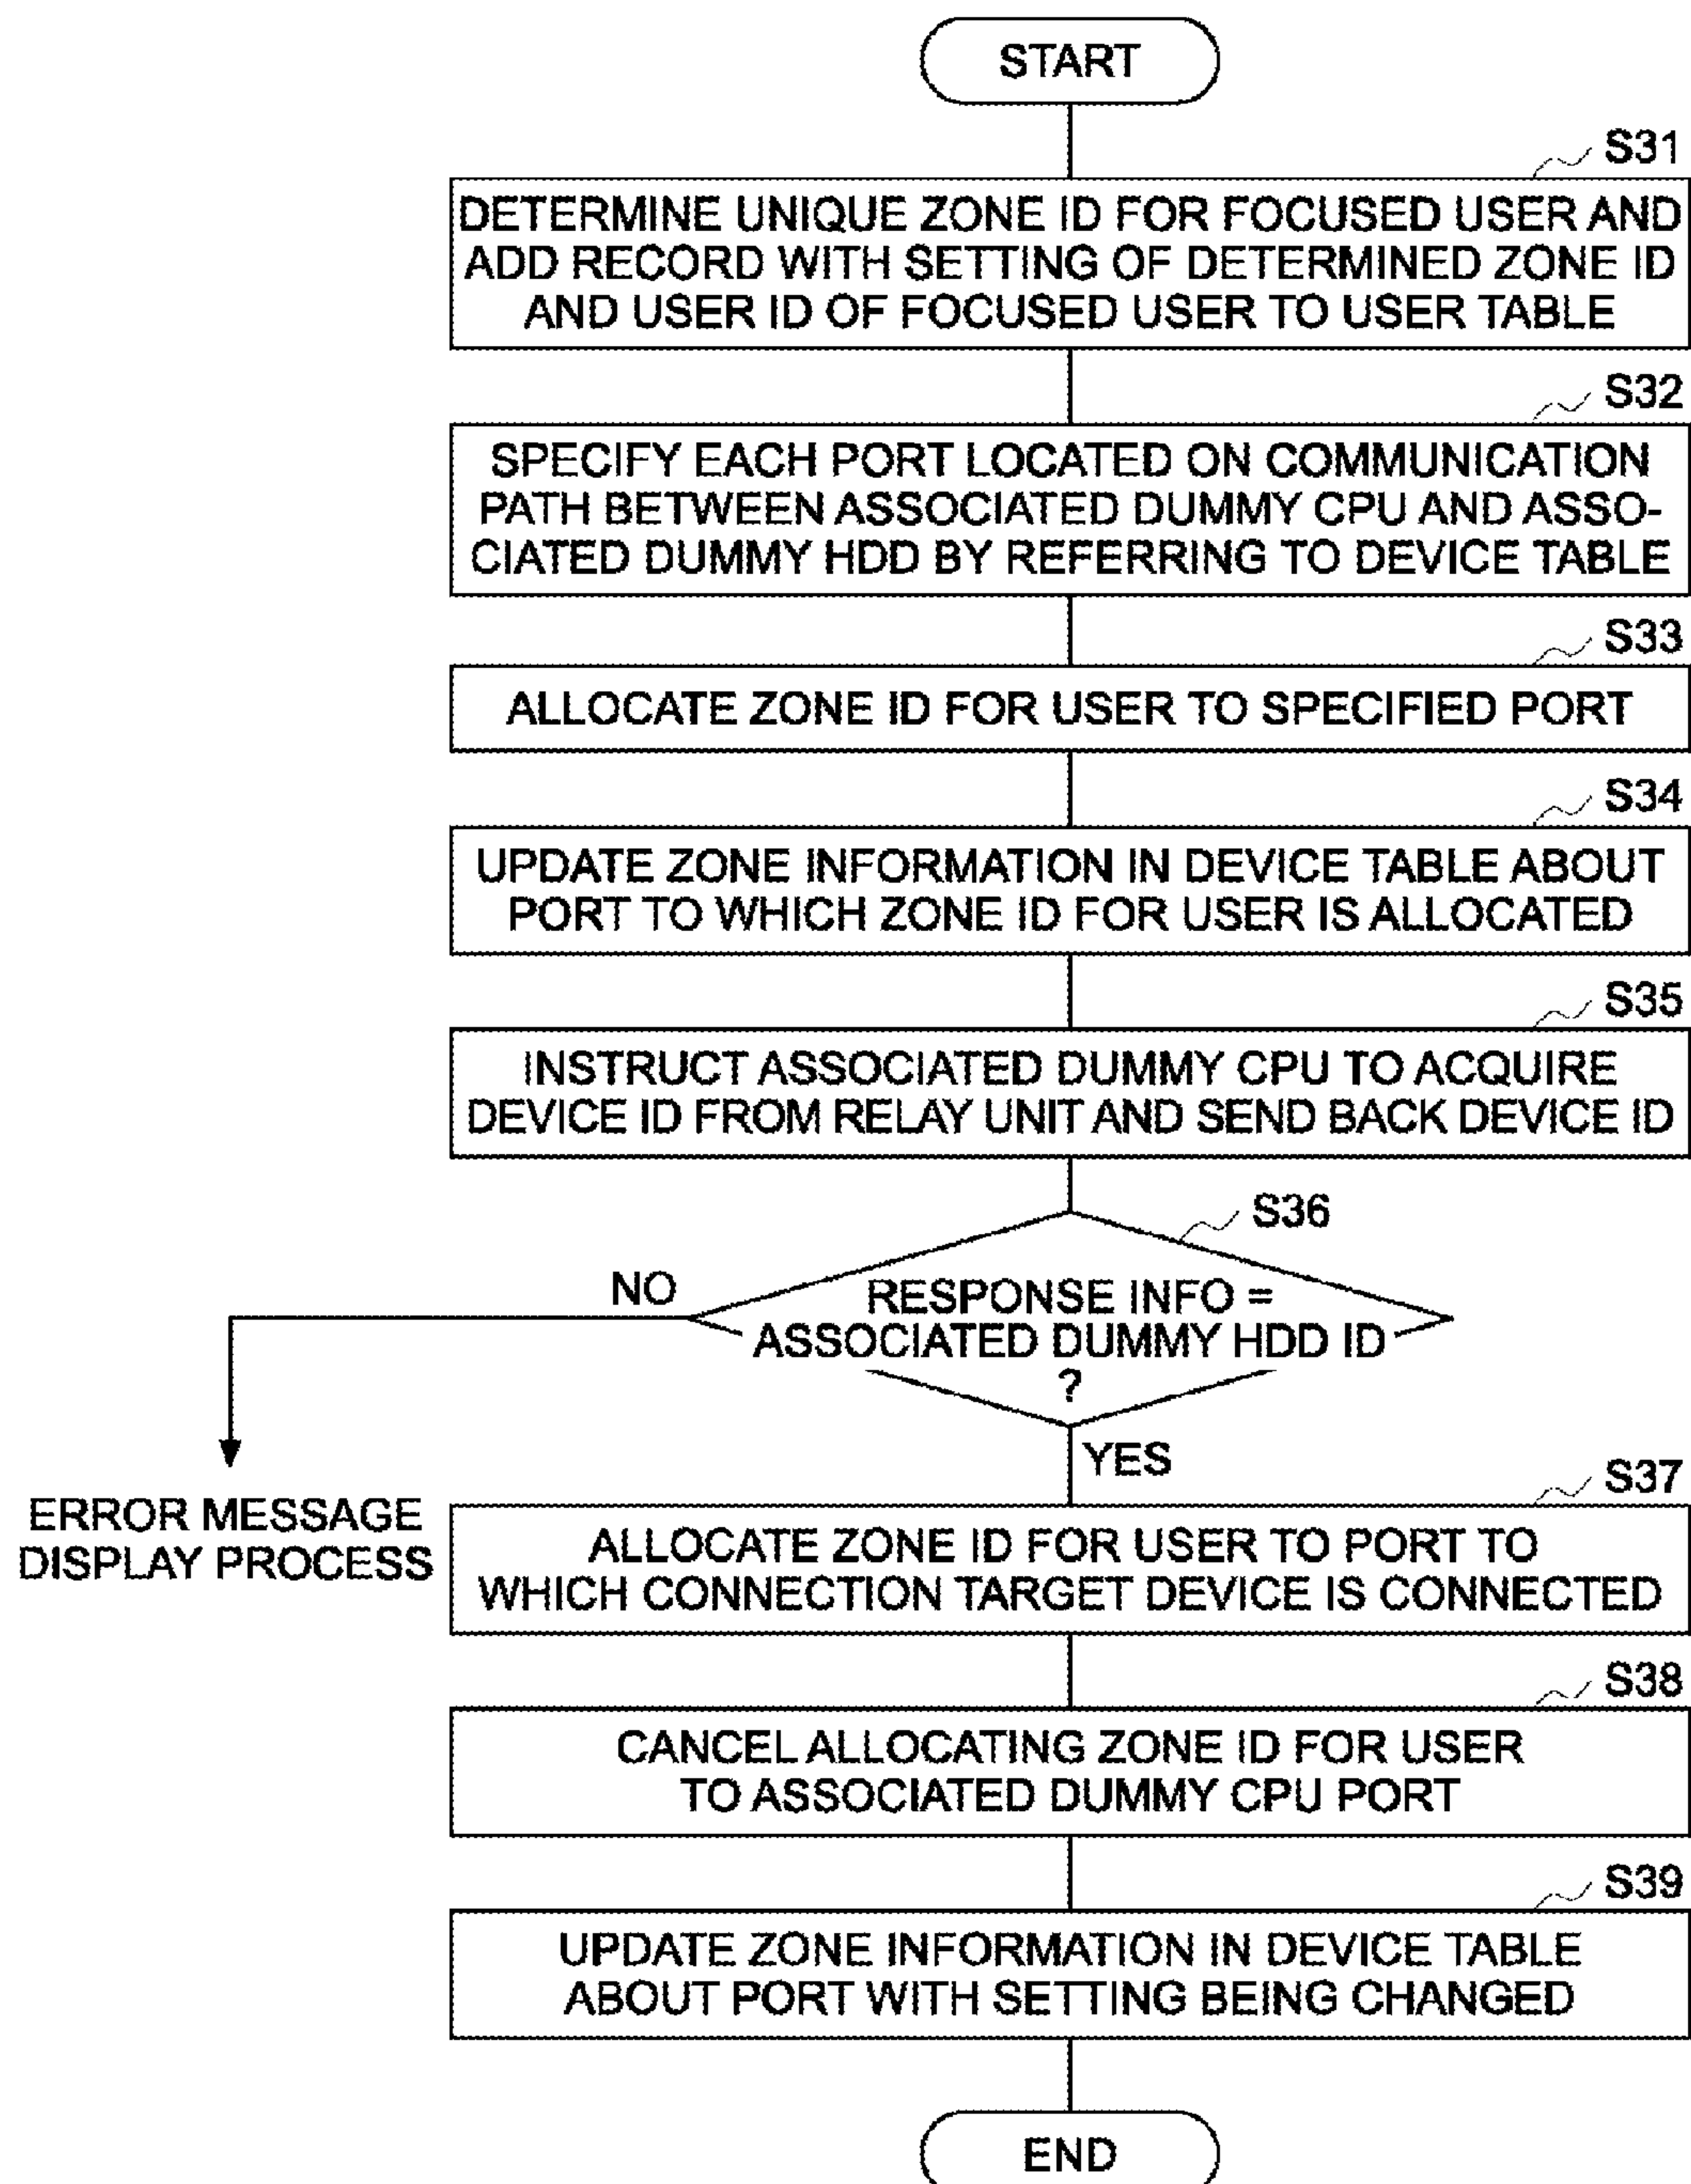 START
S31
DETERMINE UNIQUE ZONE ID FOR FOCUSED USER AND
ADD RECORD WITH SETTING OF DETERMINED ZONE ID
AND USER ID OF FOCUSED USER TO USER TABLE
S32
SPECIFY EACH PORT LOCATED ON COMMUNICATION
PATH BETWEEN ASSOCIATED DUMMY CPU AND ASSO-
CIATED DUMMY HDD BY REFERRING TO DEVICE TABLE
S33
ALLOCATE ZONE ID FOR USER TO SPECIFIED PORT
S34
UPDATE ZONE INFORMATION IN DEVICE TABLE ABOUT
PORT TO WHICH ZONE ID FOR USER IS ALLOCATED
S35
INSTRUCT ASSOCIATED DUMMY CPU TO ACQUIRE
DEVICE ID FROM RELAY UNIT AND SEND BACK DEVICE ID
S36
RESPONSE INFO =
ASSOCIATED DUMMY HDD ID
?
NO
ERROR MESSAGE
DISPLAY PROCESS
YES
S37
ALLOCATE ZONE ID FOR USER TO PORT TO
WHICH CONNECTION TARGET DEVICE IS CONNECTED
S38
CANCEL ALLOCATING ZONE ID FOR USER
TO ASSOCIATED DUMMY CPU PORT
S39
UPDATE ZONE INFORMATION IN DEVICE TABLE
ABOUT PORT WITH SETTING BEING CHANGED
END